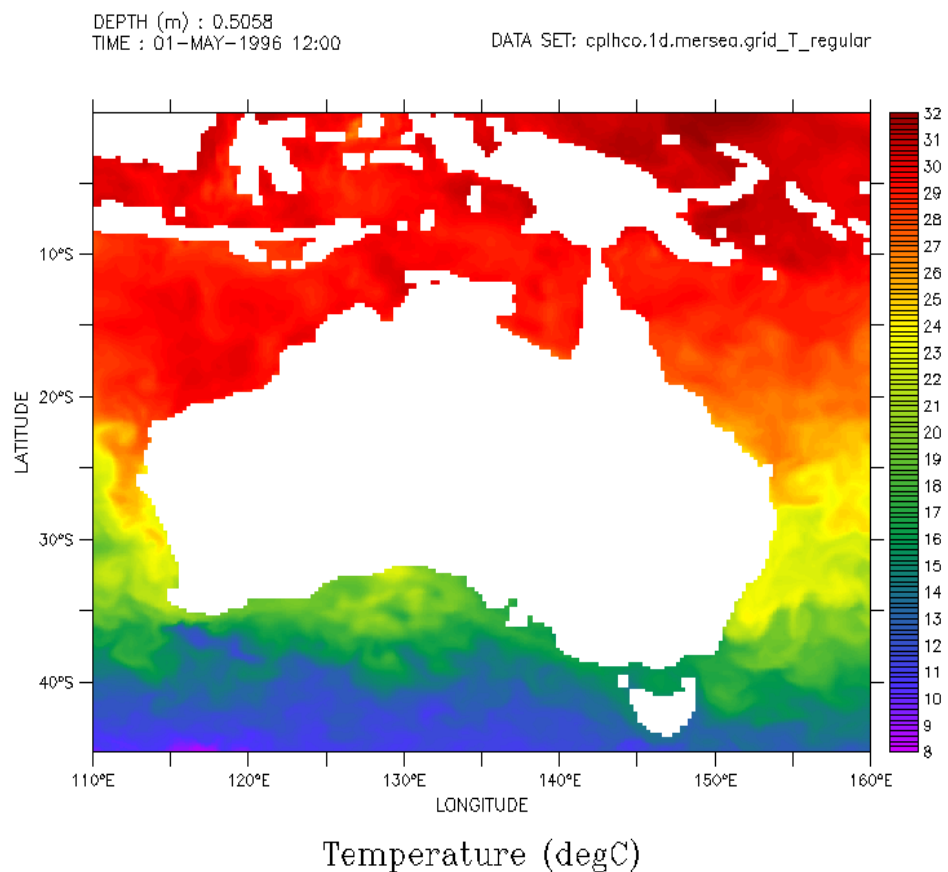 DEPTH (m) : 0.5058
TIME : 01-MAY-1996 12:00
DATA SET: cplhco.1d.mersea.grid_T_regular
32
30
29
28
27
26
25
24
23
22
21
20
19
18
17
16
15
14
13
12
11
10
9
8
10°S
20°S
30°S
40°S
LATITUDE
110°E 120°E 130°E 140°E 150°E 160°E
LONGITUDE
Temperature (degC)